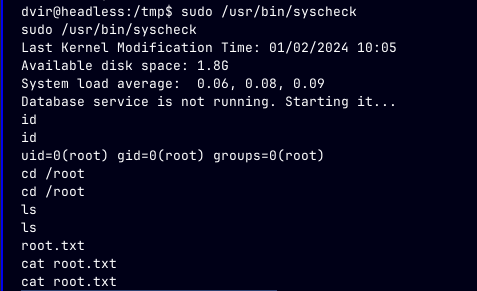 dvir@headless:/tmp$ sudo /usr/bin/syscheck
sudo /usr/bin/syscheck
Last Kernel Modification Time: 01/02/2024 10:05
Available disk space: 1.8G
System load average:  0.06, 0.08, 0.09
Database service is not running. Starting it...
id
id
uid=0(root) gid=0(root) groups=0(root)
cd /root
cd /root
ls
ls
root.txt
cat root.txt
cat root.txt